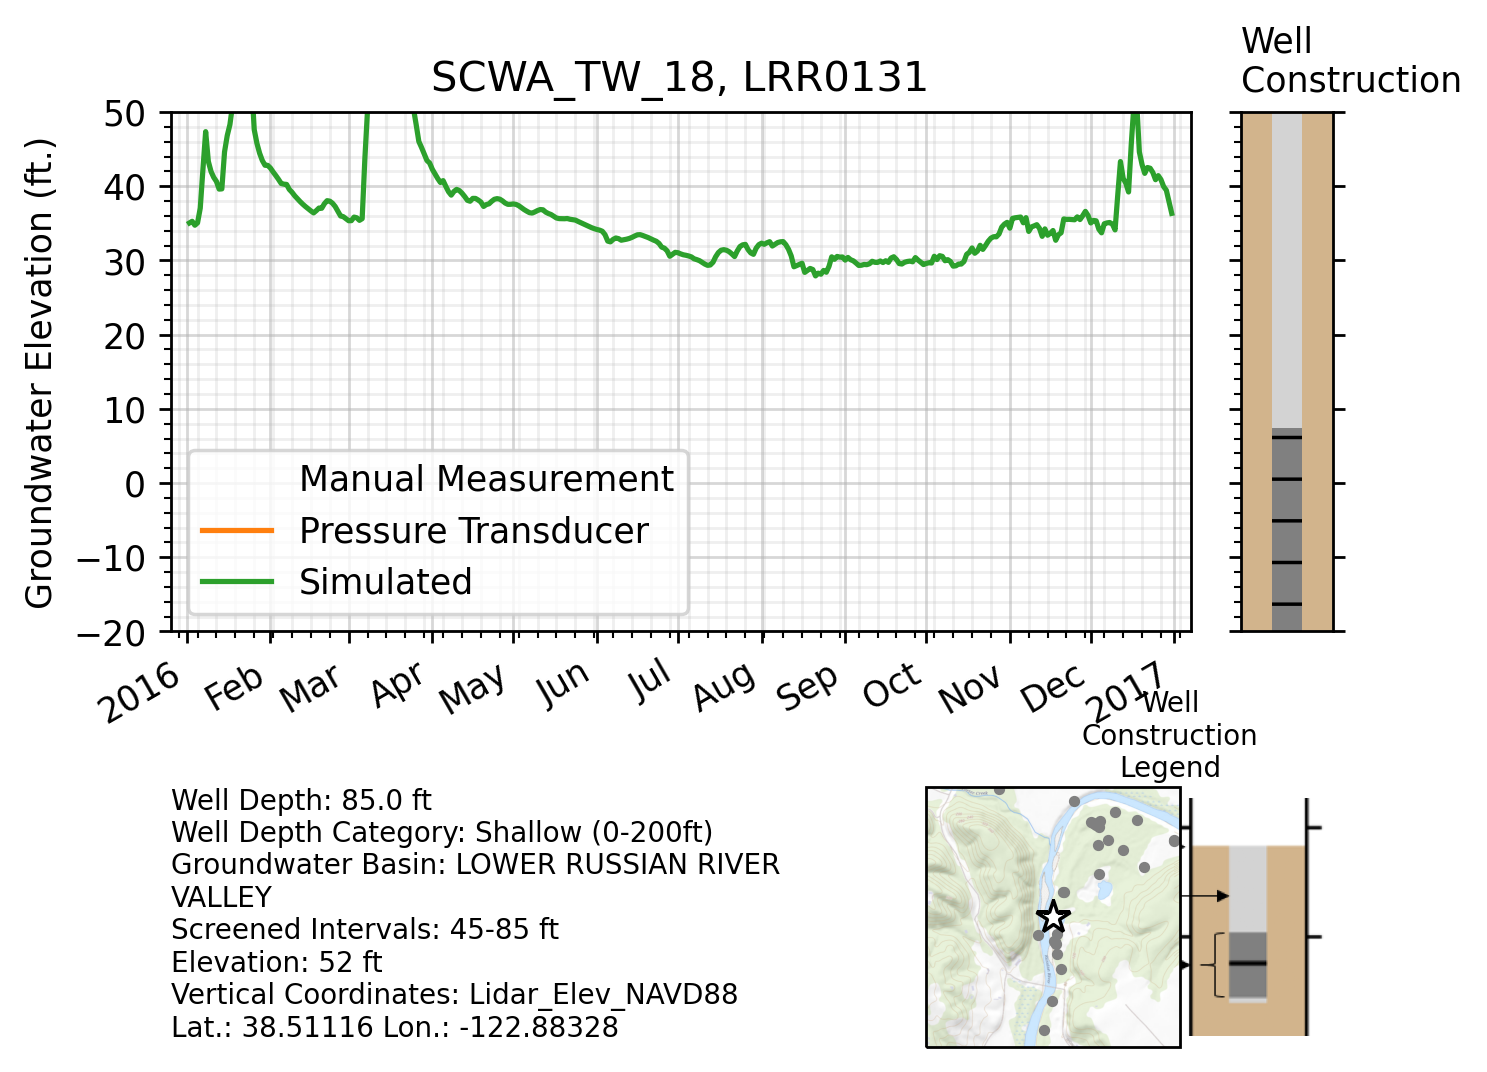 Well
Construction
SCWA_TW_18, LRR0131
Groundwater Elevation (ft.)
50
40
30
20
10
0
−10
−20
Manual Measurement
Pressure Transducer
Simulated
2016
Feb
Mar
Apr
May
Jun
Jul
Aug
Sep
Oct
Nov
Dec
2017
Well
Construction
Legend
Well Depth: 85.0 ft
Well Depth Category: Shallow (0-200ft)
Groundwater Basin: LOWER RUSSIAN RIVER
VALLEY
Screened Intervals: 45-85 ft
Elevation: 52 ft
Vertical Coordinates: Lidar_Elev_NAVD88
Lat.: 38.51116 Lon.: -122.88328